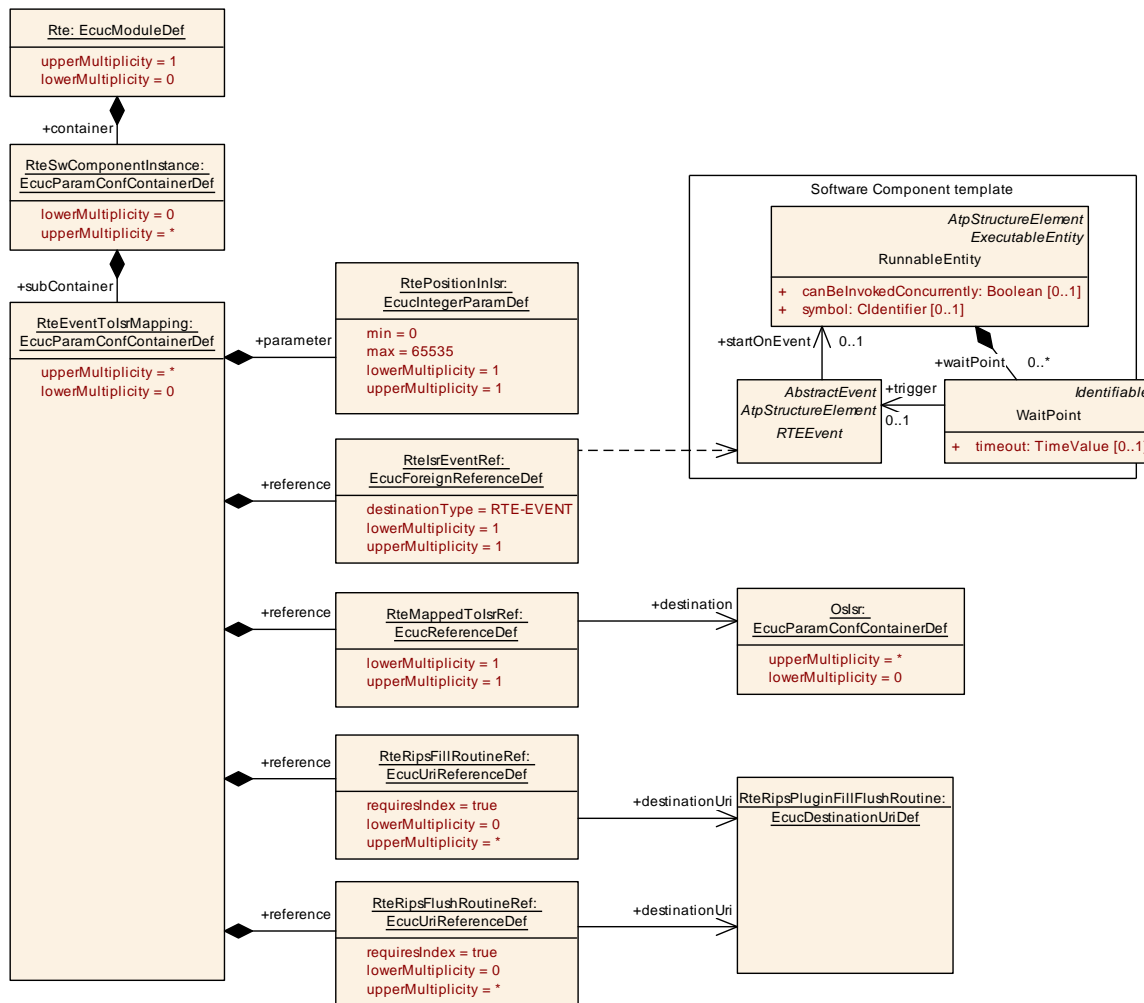 Rte: EcucModuleDef
upperMultiplicity = 1
lowerMultiplicity = 0
+container
RteSwComponentInstance:
EcucParamConfContainerDef
lowerMultiplicity = 0
upperMultiplicity = *
+subContainer
RteEventToIsrMapping:
EcucParamConfContainerDef
upperMultiplicity = *
lowerMultiplicity = 0
+parameter
RtePositionInIsr:
EcucIntegerParamDef
min = 0
max = 65535
lowerMultiplicity = 1
upperMultiplicity = 1
Software Component template
AtpStructureElement
ExecutableEntity
RunnableEntity
+ canBeInvokedConcurrently: Boolean [0..1]
+ symbol: CIdentifier [0..1]
+startOnEvent
0..1
+waitPoint
0..*
AbstractEvent
AtpStructureElement
RTEEvent
+trigger
0..1
Identifiable
WaitPoint
+ timeout: TimeValue [0..1]
+reference
RteIsrEventRef:
EcucForeignReferenceDef
destinationType = RTE-EVENT
lowerMultiplicity = 1
upperMultiplicity = 1
+reference
RteMappedToIsrRef:
EcucReferenceDef
lowerMultiplicity = 1
upperMultiplicity = 1
+destination
OsIsr:
EcucParamConfContainerDef
upperMultiplicity = *
lowerMultiplicity = 0
+reference
RteRipsFillRoutineRef:
EcucUriReferenceDef
requiresIndex = true
lowerMultiplicity = 0
upperMultiplicity = *
+destinationUri
RteRipsPluginFillFlushRoutine:
EcucDestinationUriDef
+reference
RteRipsFlushRoutineRef:
EcucUriReferenceDef
requiresIndex = true
lowerMultiplicity = 0
upperMultiplicity = *
+destinationUri